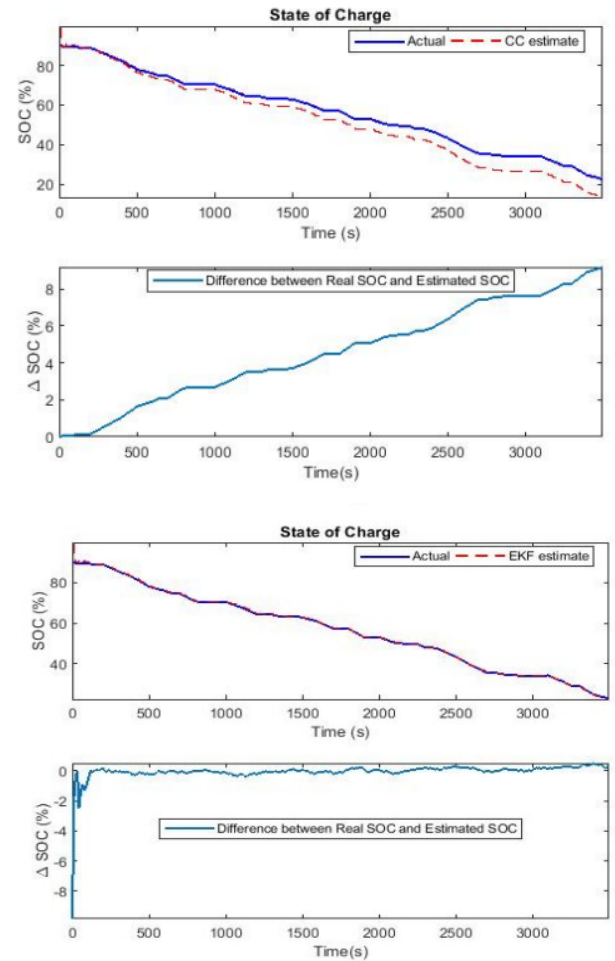 State of Charge
Actual CC estimate
SOC (%)
80
60
40
20
0 500 1000 1500 2000 2500 3000
Time (s)
Difference between Real SOC and Estimated SOC
Δ SOC (%)
8
6
4
2
0
0 500 1000 1500 2000 2500 3000
Time(s)
State of Charge
Actual EKF estimate
SOC (%)
80
60
40
0 500 1000 1500 2000 2500 3000
Time (s)
Δ SOC (%)
0
-2
-4
-6
-8
Difference between Real SOC and Estimated SOC
0 500 1000 1500 2000 2500 3000
Time(s)